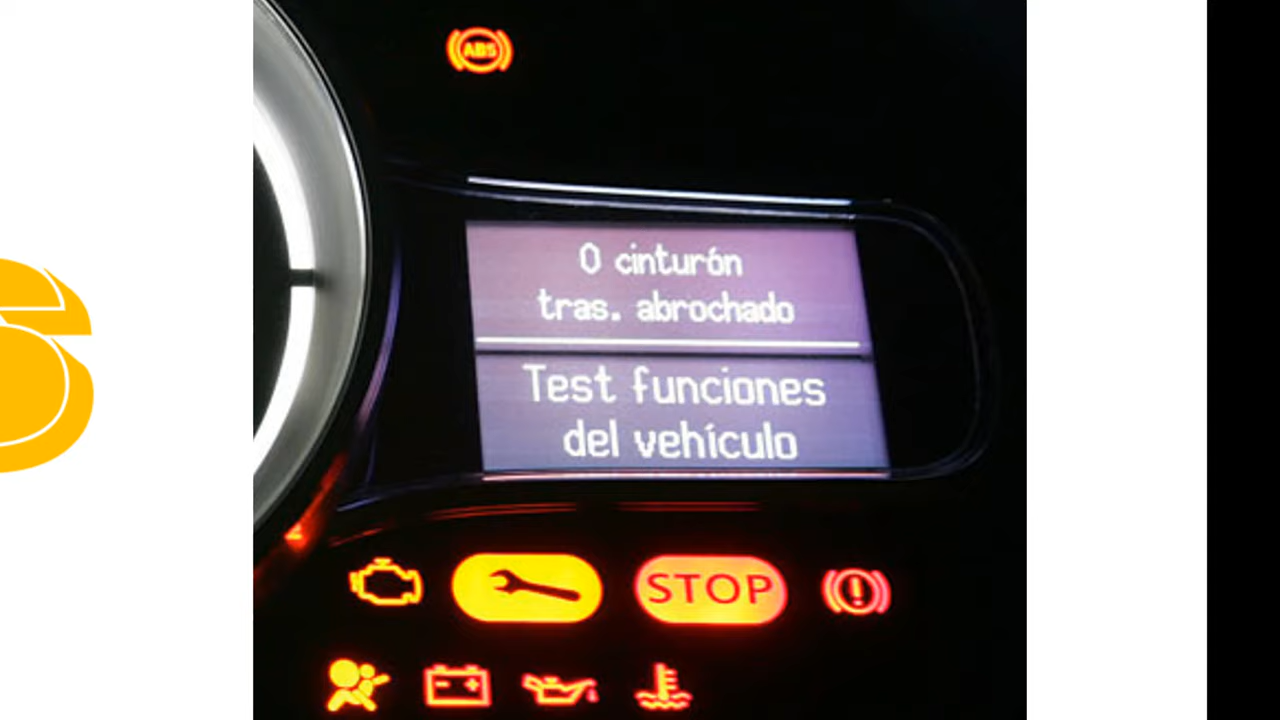 ABS
0 cinturón
tras. abrochado
Test funciones
del vehículo
STOP